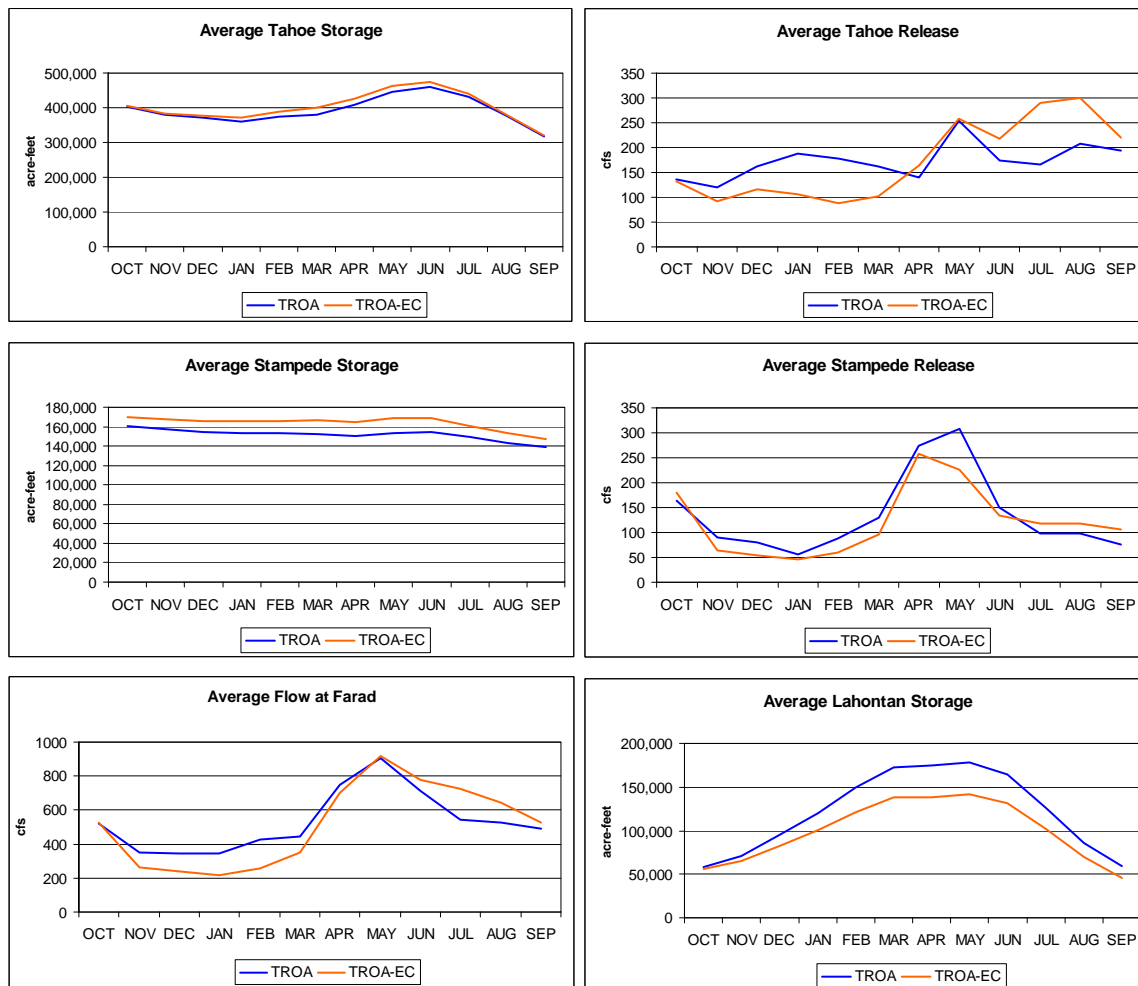 Average Tahoe Storage
500,000
400,000
300,000
200,000
100,000
0
acre-feet
OCT NOV DEC JAN FEB MAR APR MAY JUN JUL AUG SEP
TROA TROA-EC
Average Tahoe Release
350
300
250
200
150
100
50
0
cfs
OCT NOV DEC JAN FEB MAR APR MAY JUN JUL AUG SEP
TROA TROA-EC
Average Stampede Storage
180,000
160,000
140,000
120,000
100,000
80,000
60,000
40,000
20,000
0
acre-feet
OCT NOV DEC JAN FEB MAR APR MAY JUN JUL AUG SEP
TROA TROA-EC
Average Stampede Release
350
300
250
200
150
100
50
0
cfs
OCT NOV DEC JAN FEB MAR APR MAY JUN JUL AUG SEP
TROA TROA-EC
Average Flow at Farad
1000
800
600
400
200
0
cfs
OCT NOV DEC JAN FEB MAR APR MAY JUN JUL AUG SEP
TROA TROA-EC
Average Lahontan Storage
200,000
150,000
100,000
50,000
0
acre-feet
OCT NOV DEC JAN FEB MAR APR MAY JUN JUL AUG SEP
TROA TROA-EC